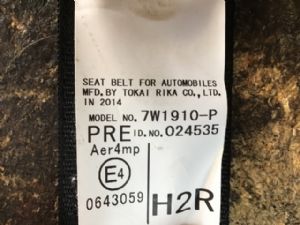 SEAT BELT FOR AUTOMOBILES
MFD. BY TOKAI RIKA CO., LTD.
IN 2014
MODEL NO. 7W1910-P
PRE ID.NO. 024535
Aer4mp
E4
0643059
H2R